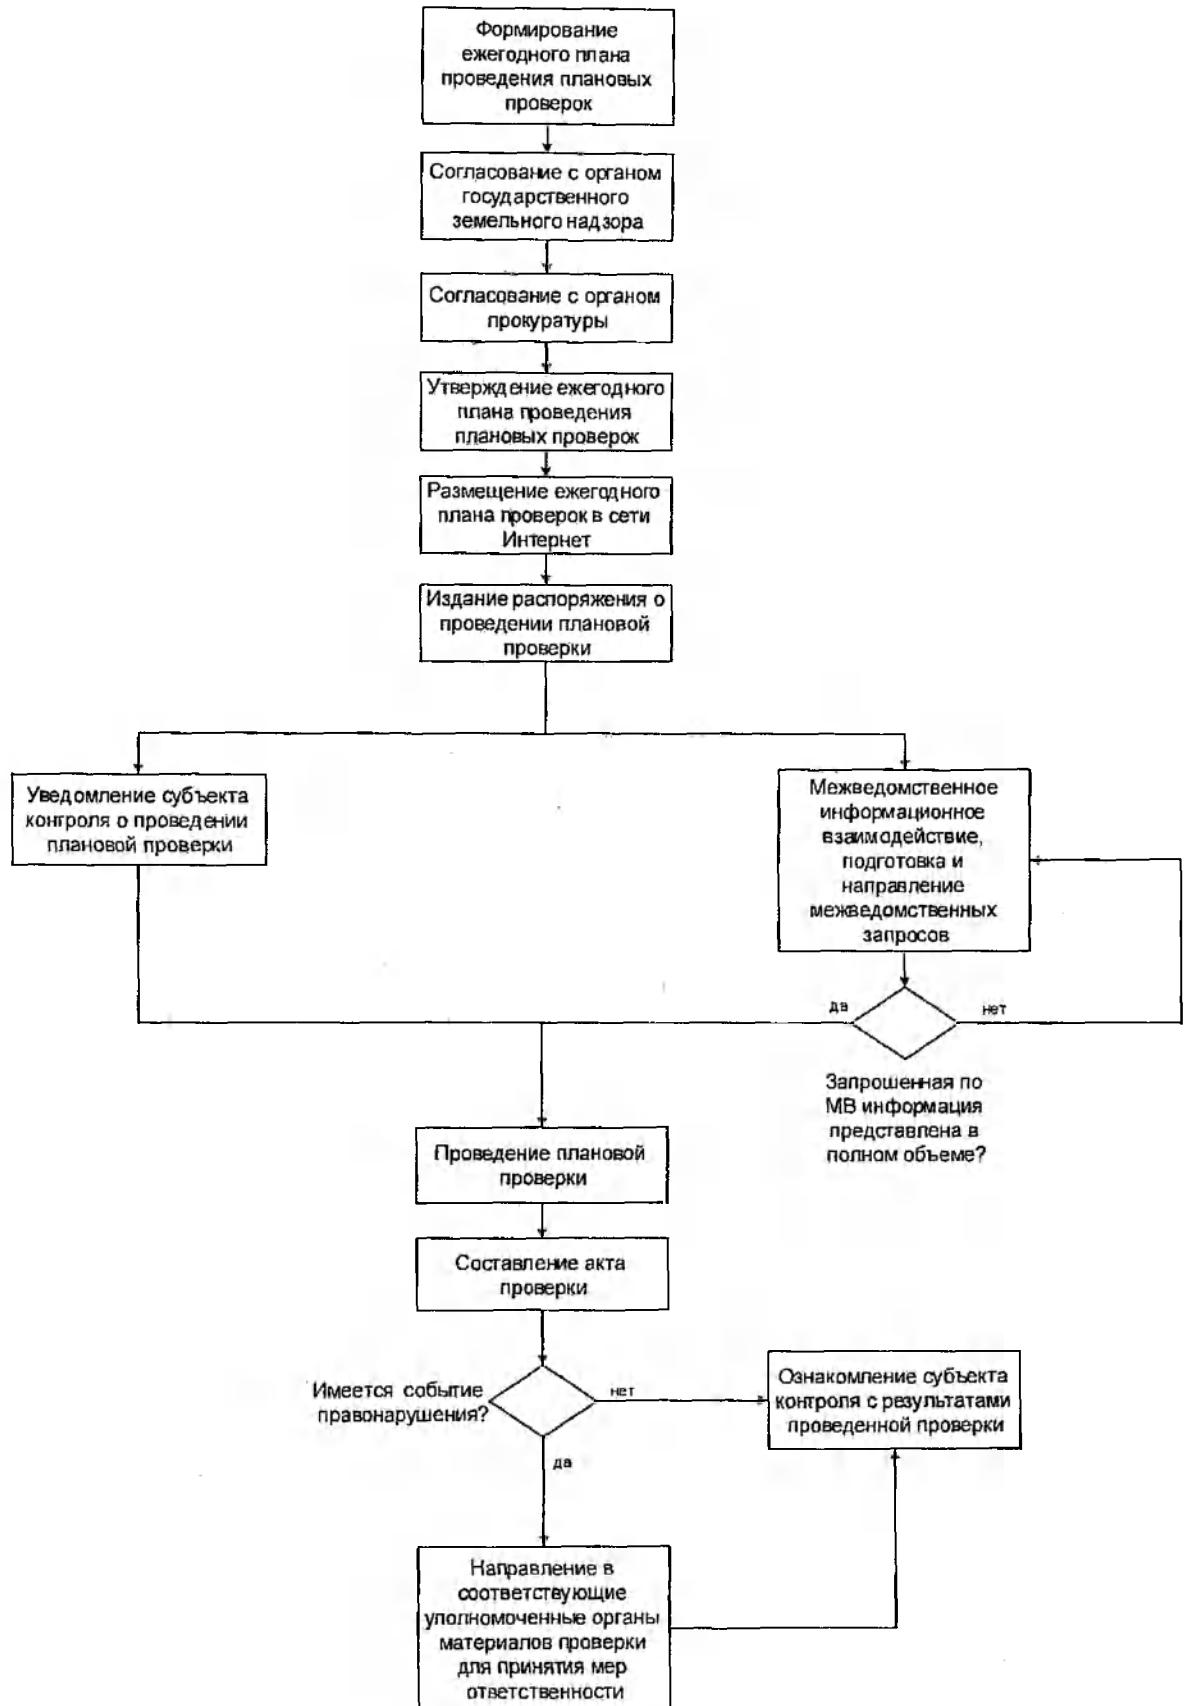 Формирование
ежегодного плана
проведения плановых
проверок
Согласование с органом
государственного
земельного надзора
Согласование с органом
прокуратуры
Утверждение ежегодного
плана проведения
плановых проверок
Размещение ежегодного
плана проверок в сети
Интернет
Издание распоряжения о
проведении плановой
проверки
Уведомление субъекта
контроля о проведении
плановой проверки
Межведомственное
информационное
взаимодействие,
подготовка и
направление
межведомственных
запросов
да
нет
Запрошенная по
МВ информация
представлена в
полном объеме?
Проведение плановой
проверки
Составление акта
проверки
Имеется событие
правонарушения?
нет
да
Ознакомление субъекта
контроля с результатами
проведенной проверки
Направление в
соответствующие
уполномоченные органы
материалов проверки
для принятия мер
ответственности